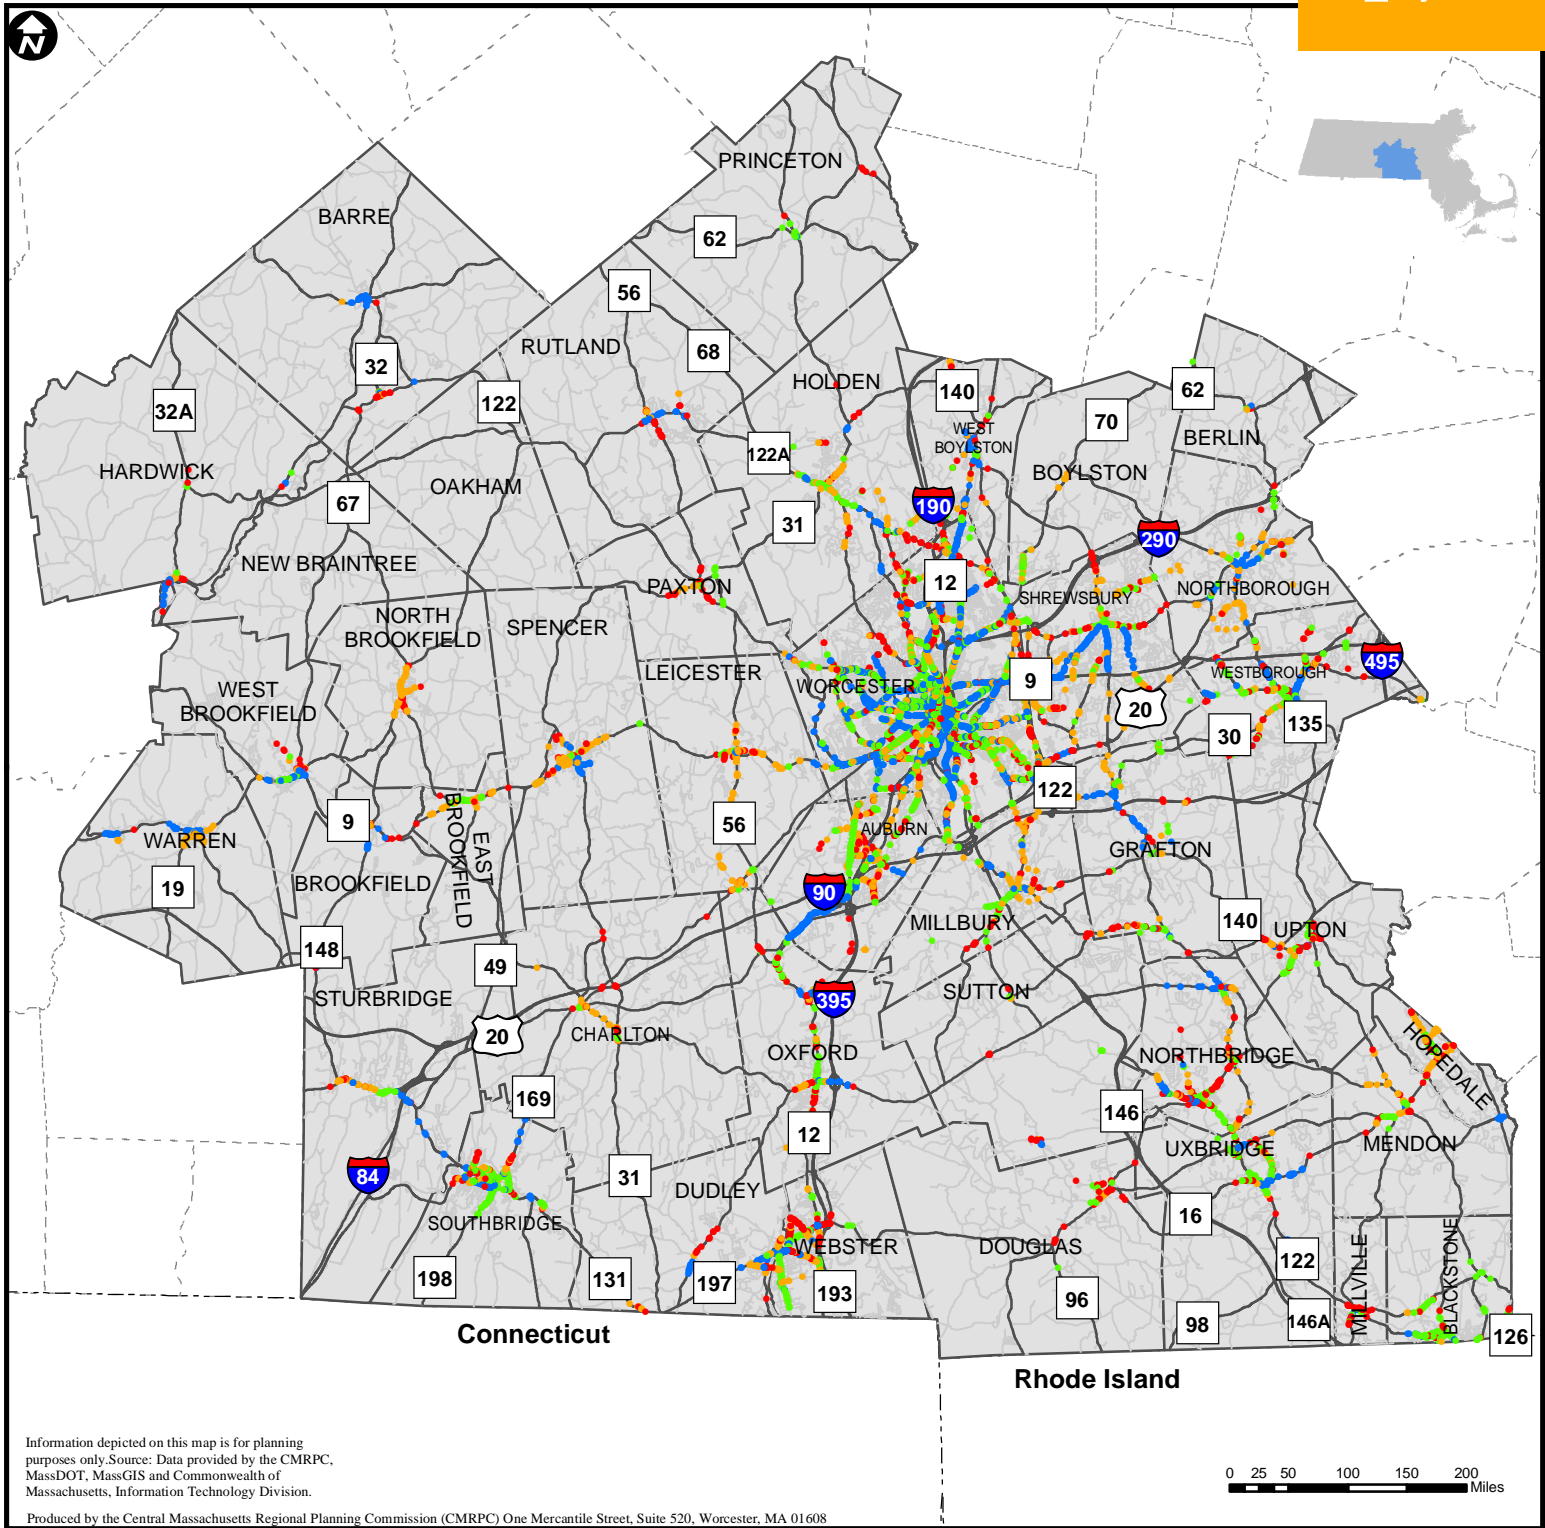 N
PRINCETON
BARRE
62
56
RUTLAND
68
32
HOLDEN
140
62
32A
122
70
WEST
BOYLSTON
BERLIN
122A
HARDWICK
BOYLSTON
OAKHAM
67
190
31
290
NEW BRAINTREE
12
PAXTON
SHREWSBURY
NORTHBOROUGH
NORTH
BROOKFIELD
SPENCER
495
LEICESTER
WORCESTER
9
WESTBOROUGH
WEST
BROOKFIELD
20
30
135
122
9
56
AUBURN
WARREN
EAST
BROOKFIELD
GRAFTON
19
BROOKFIELD
90
MILLBURY
140
UPTON
148
49
STURBRIDGE
395
SUTTON
20
CHARLTON
OXFORD
NORTHBRIDGE
HOPEDALE
169
146
12
UXBRIDGE
MENDON
84
31
DUDLEY
16
SOUTHBRIDGE
WEBSTER
DOUGLAS
122
MILLVILLE
BLACKSTONE
198
131
197
193
96
98
146A
126
Connecticut
Rhode Island
Information depicted on this map is for planning
purposes only.Source: Data provided by the CMRPC,
MassDOT, MassGIS and Commonwealth of
Massachusetts, Information Technology Division.
0 25 50 100 150 200
Miles
Produced by the Central Massachusetts Regional Planning Commission (CMRPC) One Mercantile Street, Suite 520, Worcester, MA 01608